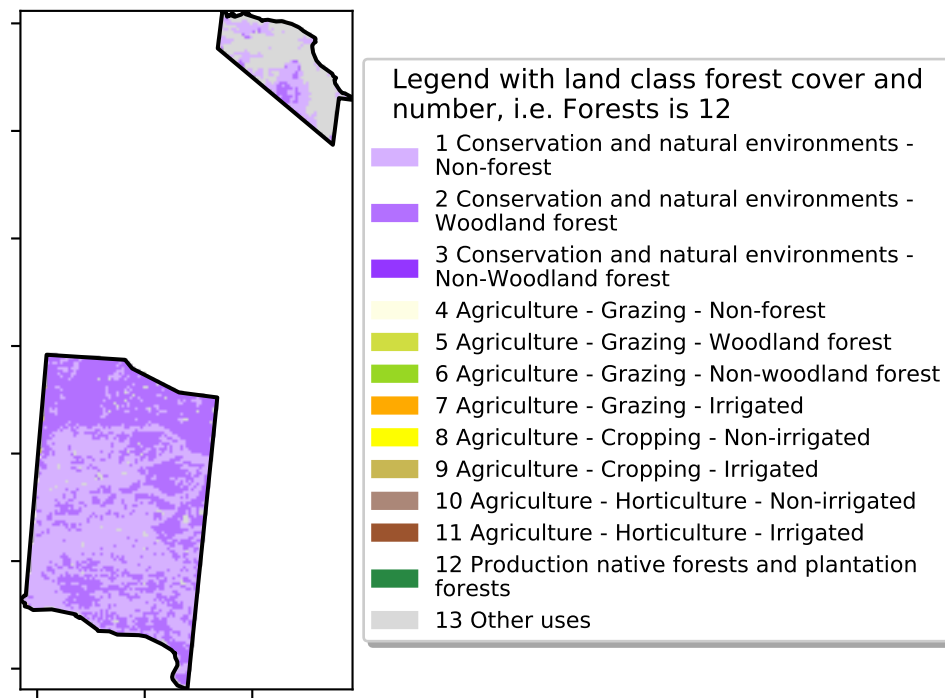 Legend with land class forest cover and
number, i.e. Forests is 12
1 Conservation and natural environments -
Non-forest
2 Conservation and natural environments -
Woodland forest
3 Conservation and natural environments -
Non-Woodland forest
4 Agriculture - Grazing - Non-forest
5 Agriculture - Grazing - Woodland forest
6 Agriculture - Grazing - Non-woodland forest
7 Agriculture - Grazing - Irrigated
8 Agriculture - Cropping - Non-irrigated
9 Agriculture - Cropping - Irrigated
10 Agriculture - Horticulture - Non-irrigated
11 Agriculture - Horticulture - Irrigated
12 Production native forests and plantation
forests
13 Other uses